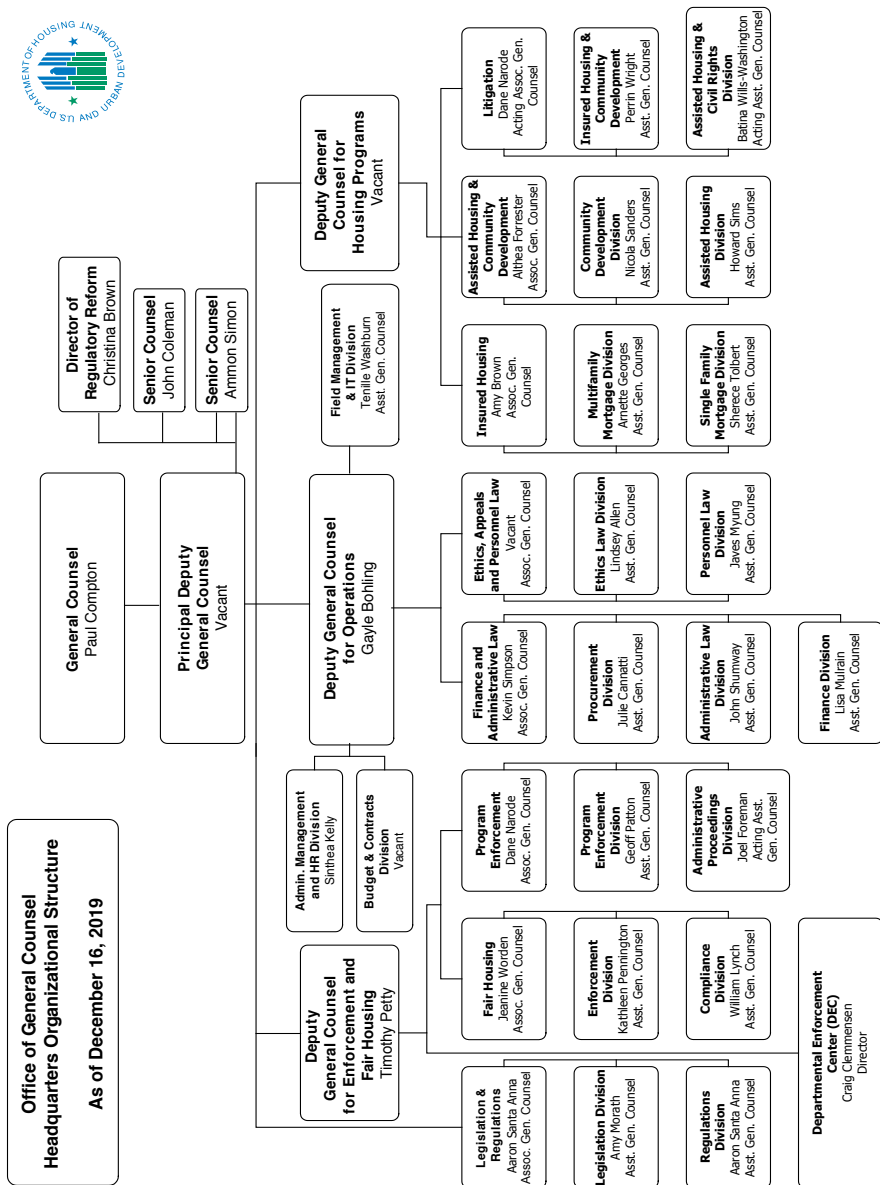 Office of General Counsel
Headquarters Organizational Structure
As of December 16, 2019
U.S. DEPARTMENT OF HOUSING
AND URBAN DEVELOPMENT
General Counsel
Paul Compton
Director of
Regulatory Reform
Christina Brown
Senior Counsel
John Coleman
Senior Counsel
Ammon Simon
Principal Deputy
General Counsel
Vacant
Deputy
General Counsel
for Enforcement and
Fair Housing
Timothy Petty
Admin. Management
and HR Division
Sinthea Kelly
Budget & Contracts
Division
Vacant
Deputy General Counsel
for Operations
Gayle Bohling
Field Management
& IT Division
Tenille Washburn
Asst. Gen. Counsel
Deputy General
Counsel for
Housing Programs
Vacant
Legislation &
Regulations
Aaron Santa Anna
Assoc. Gen. Counsel
Legislation Division
Amy Morath
Asst. Gen. Counsel
Regulations
Division
Aaron Santa Anna
Asst. Gen. Counsel
Fair Housing
Jeanine Worden
Assoc. Gen. Counsel
Enforcement
Division
Kathleen Pennington
Asst. Gen. Counsel
Compliance
Division
William Lynch
Asst. Gen. Counsel
Departmental Enforcement
Center (DEC)
Craig Clemmensen
Director
Program
Enforcement
Dane Narode
Assoc. Gen. Counsel
Program
Enforcement
Division
Geoff Patton
Asst. Gen. Counsel
Administrative
Proceedings
Division
Joel Foreman
Acting Asst.
Gen. Counsel
Finance and
Administrative Law
Kevin Simpson
Assoc. Gen. Counsel
Procurement
Division
Julie Cannatti
Asst. Gen. Counsel
Administrative Law
Division
John Shumway
Asst. Gen. Counsel
Finance Division
Lisa Mulrain
Asst. Gen. Counsel
Ethics, Appeals
and Personnel Law
Vacant
Assoc. Gen. Counsel
Ethics Law Division
Lindsey Allen
Asst. Gen. Counsel
Personnel Law
Division
Javes Myung
Asst. Gen. Counsel
Insured Housing
Amy Brown
Assoc. Gen.
Counsel
Multifamily
Mortgage Division
Arnette Georges
Asst. Gen. Counsel
Single Family
Mortgage Division
Sherece Tolbert
Asst. Gen. Counsel
Assisted Housing &
Community
Development
Althea Forrester
Assoc. Gen. Counsel
Community
Development
Division
Nicola Sanders
Asst. Gen. Counsel
Assisted Housing
Division
Howard Sims
Asst. Gen. Counsel
Litigation
Dane Narode
Acting Assoc. Gen.
Counsel
Insured Housing &
Community
Development
Perrin Wright
Asst. Gen. Counsel
Assisted Housing &
Civil Rights
Division
Batina Wills-Washington
Acting Asst. Gen. Counsel